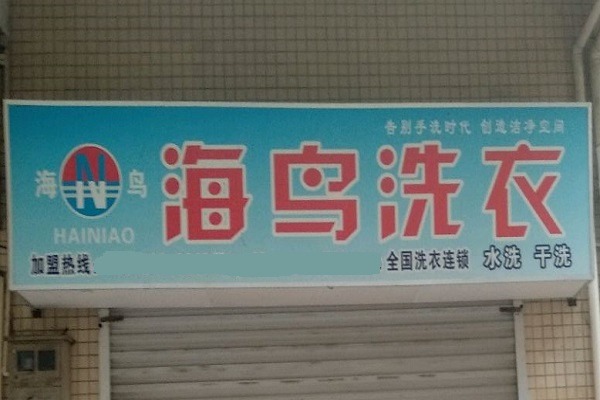 告别手洗时代 创造洁净空间
海 N 鸟
HAINIAO
海鸟洗衣
加盟热线
全国洗衣连锁 水洗 干洗